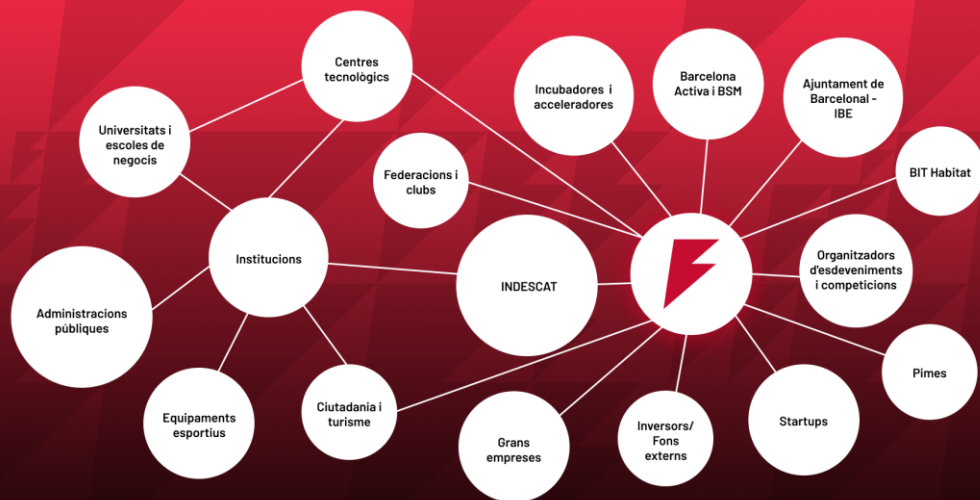 Centres
tecnològics
Incubadores i
acceleradores
Barcelona
Activa i BSM
Ajuntament de
Barcelonal -
IBE
Universitats i
escoles de
negocis
Federacions i
clubs
BIT Habitat
Institucions
INDESCAT
Organitzadors
d'esdeveniments
i competicions
Administracions
públiques
Pimes
Equipaments
esportius
Ciutadania i
turisme
Grans
empreses
Inversors/
Fons
externs
Startups